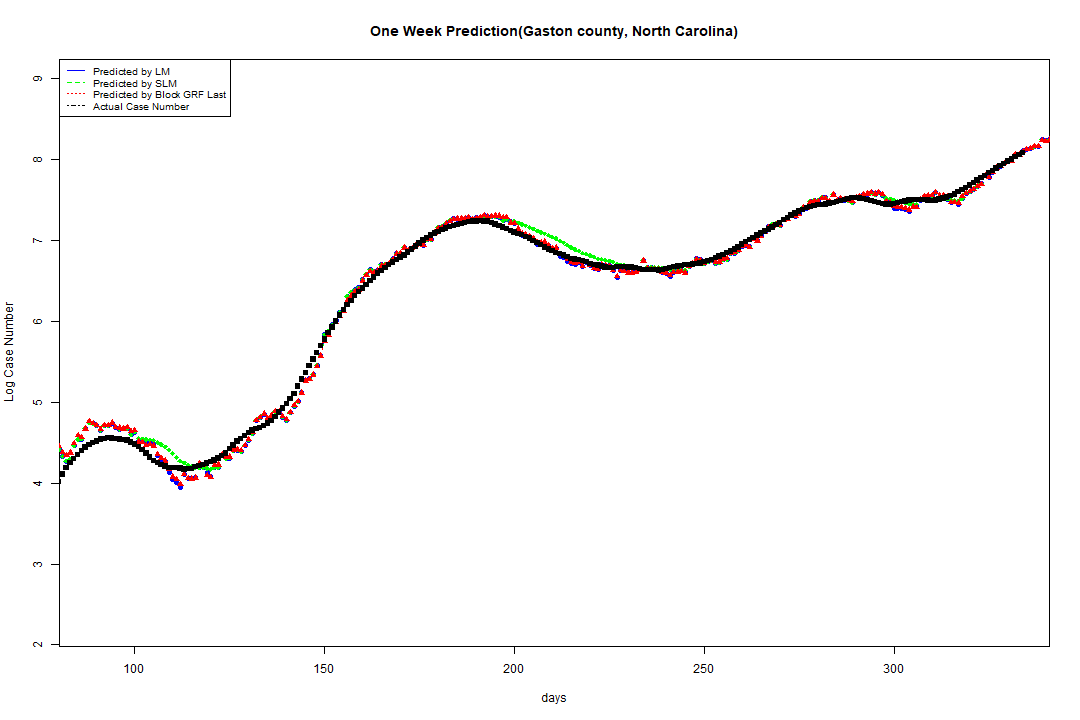 One Week Prediction(Gaston county, North Carolina)
Predicted by LM
Predicted by SLM
Predicted by Block GRF Last
Actual Case Number
9
8
7
6
5
4
3
2
Log Case Number
100 150 200 250 300
days